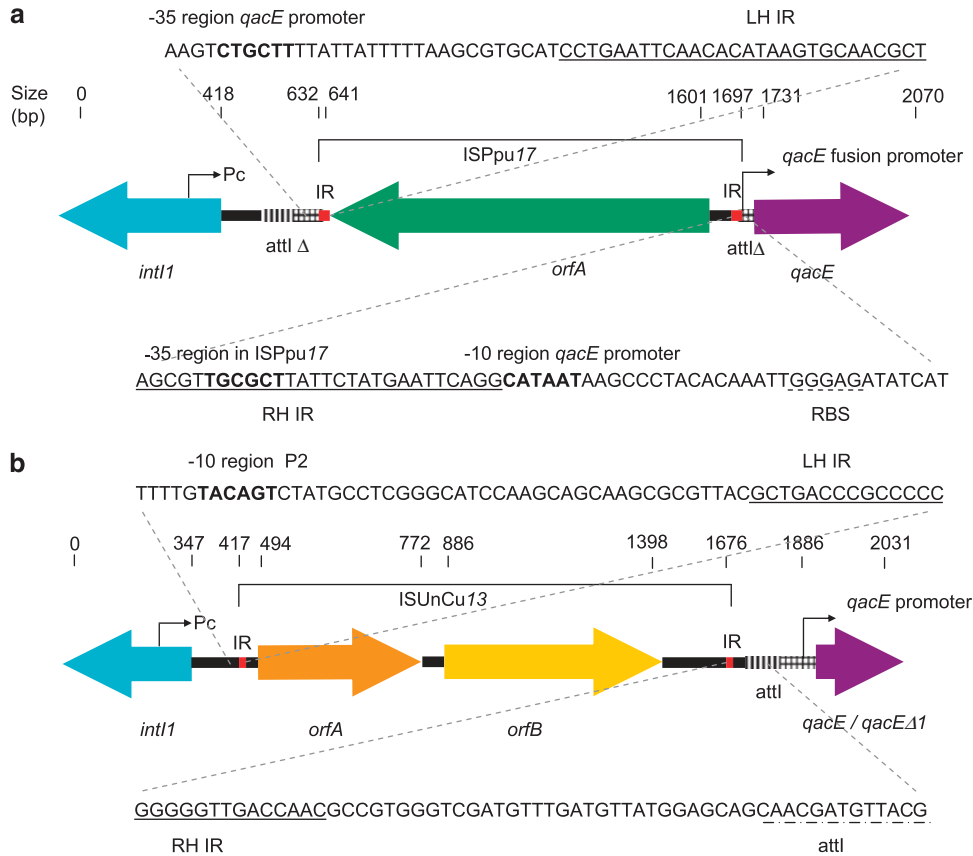 a
-35 region qacE promoter LH IR
AAGTCTGCTTTTATTATTTTTAAGCGTGCATCCTGAATTCAACACATAAGTGCAACGCT
Size (bp) 0 418 632 641 1601 1697 1731 2070
ISPpu17
qacE fusion promoter
Pc IR IR
attI Δ attIΔ
intI1 orfA qacE
-35 region in ISPpu17 -10 region qacE promoter
AGCGTTGCGCTTATTCTATGAATTCAGGCATAATAAGCCCTACACAAATTGGGAGATATCAT
RH IR RBS
b
-10 region P2 LH IR
TTTTGTACAGTCTATGCCTCGGGCATCCAAGCAGCAAGCGCGTTACGCTGACCCGCCCCC
0 347 417 494 772 886 1398 1676 1886 2031
ISUnCu13
qacE promoter
Pc IR IR
attI
intI1 orfA orfB qacE / qacEΔ1
GGGGGTTGACCAACGCCGTGGGTCGATGTTTGATGTTATGGAGCAGCAACGATGTTACG
RH IR attI